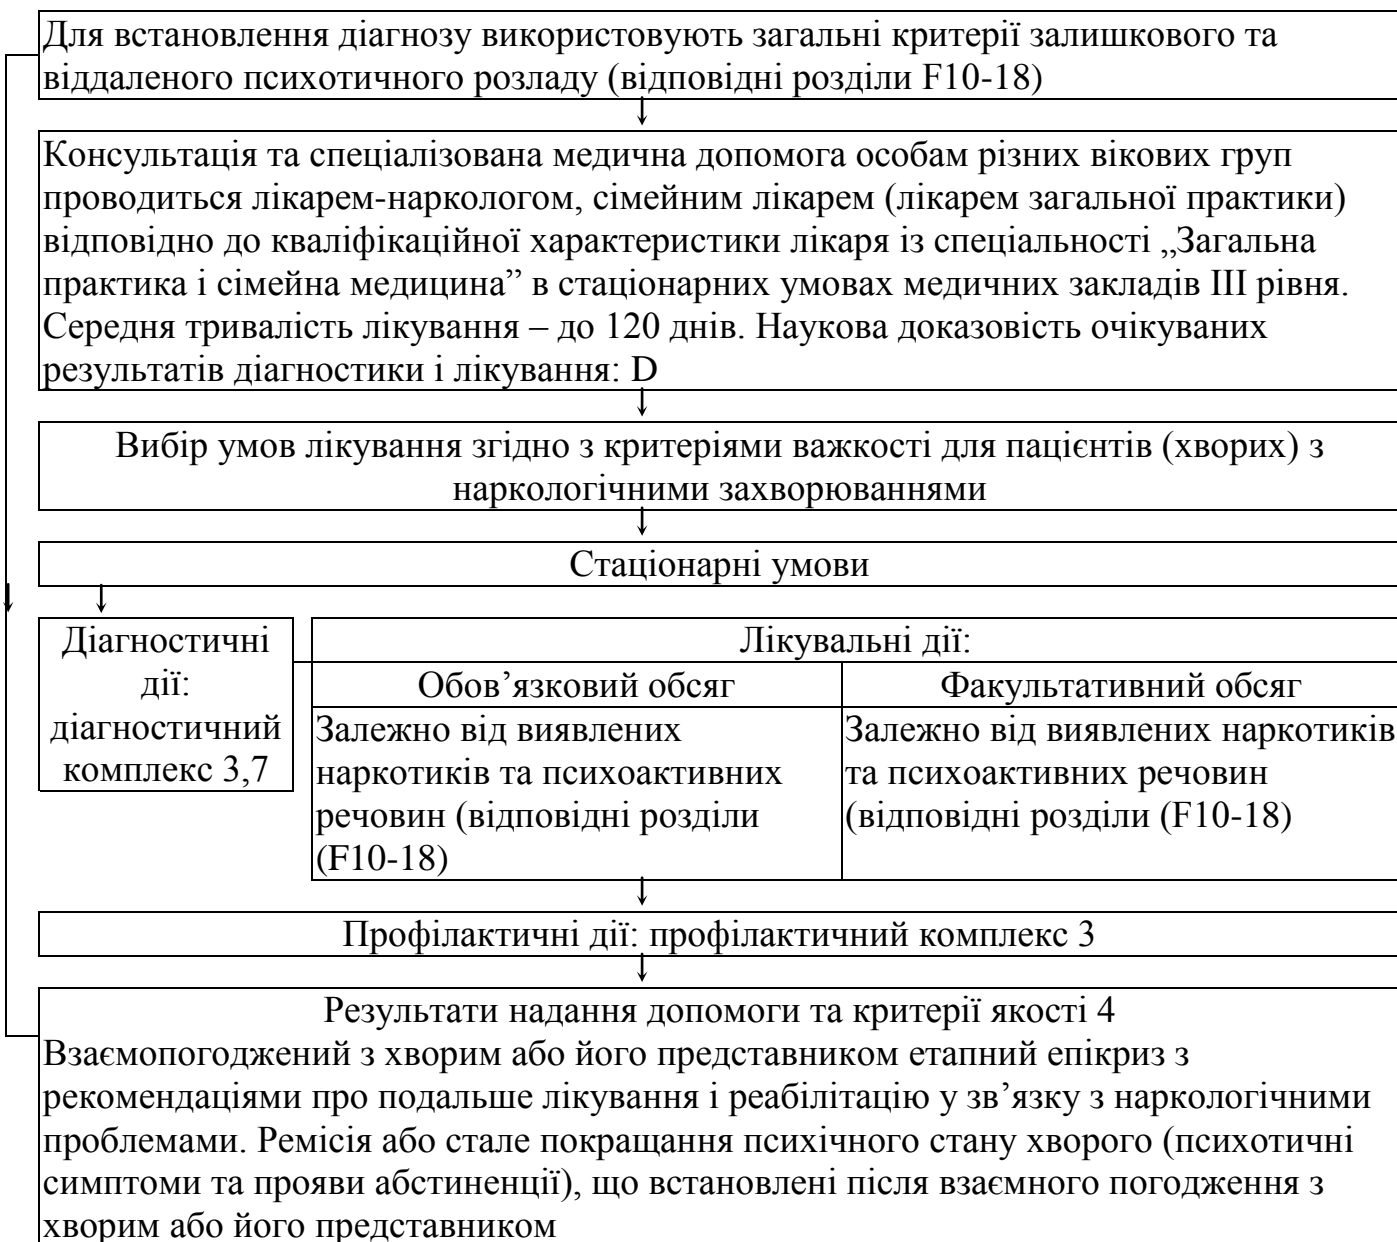 Для встановлення діагнозу використовують загальні критерії залишкового та
віддаленого психотичного розладу (відповідні розділи F10-18)
Консультація та спеціалізована медична допомога особам різних вікових груп
проводиться лікарем-наркологом, сімейним лікарем (лікарем загальної практики)
відповідно до кваліфікаційної характеристики лікаря із спеціальності „Загальна
практика і сімейна медицина” в стаціонарних умовах медичних закладів III рівня.
Середня тривалість лікування – до 120 днів. Наукова доказовість очікуваних
результатів діагностики і лікування: D
Вибір умов лікування згідно з критеріями важкості для пацієнтів (хворих) з
наркологічними захворюваннями
Стаціонарні умови
Діагностичні
дії:
діагностичний
комплекс 3,7
Лікувальні дії:
Обов’язковий обсяг
Залежно від виявлених
наркотиків та психоактивних
речовин (відповідні розділи
(F10-18)
Факультативний обсяг
Залежно від виявлених наркотиків
та психоактивних речовин
(відповідні розділи (F10-18)
Профілактичні дії: профілактичний комплекс 3
Результати надання допомоги та критерії якості 4
Взаємопогоджений з хворим або його представником етапний епікриз з
рекомендаціями про подальше лікування і реабілітацію у зв’язку з наркологічними
проблемами. Ремісія або стале покращання психічного стану хворого (психотичні
симптоми та прояви абстиненції), що встановлені після взаємного погодження з
хворим або його представником